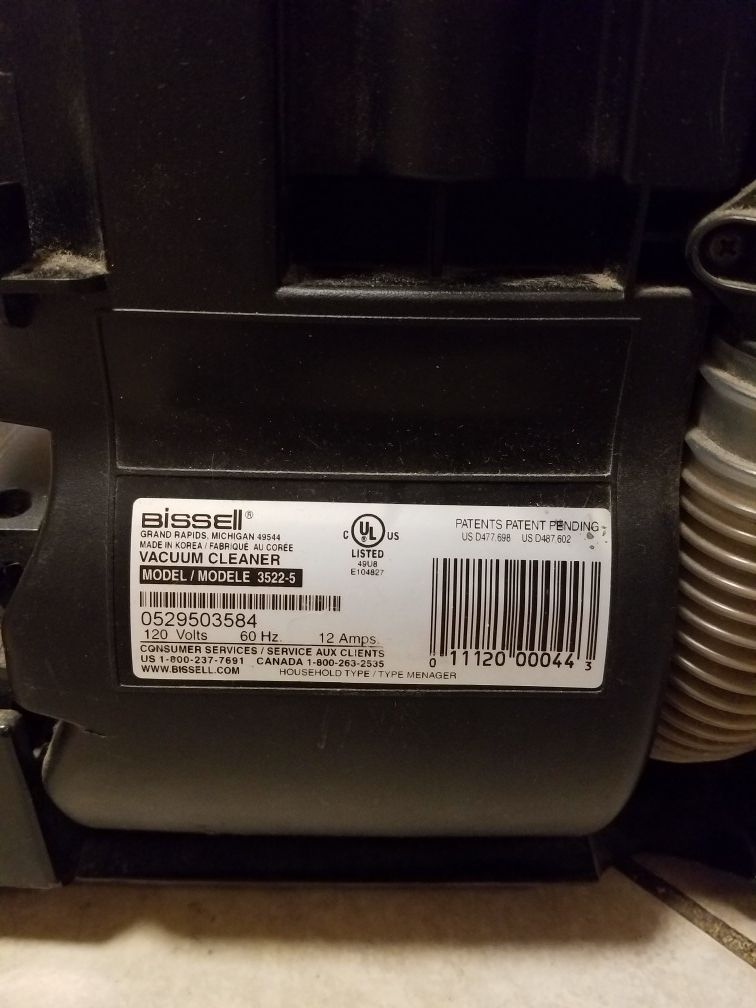 BISSELL®
GRAND RAPIDS, MICHIGAN 49544
MADE IN KOREA / FABRIQUE AU CORÉE
VACUUM CLEANER
MODEL / MODELE 3522-5
0529503584
120 Volts 60 Hz. 12 Amps.
CONSUMER SERVICES / SERVICE AUX CLIENTS
US 1-800-237-7691 CANADA 1-800-263-2535
WWW.BISSELL.COM HOUSEHOLD TYPE / TYPE MENAGER
C UL US
LISTED
49U8
E104827
PATENTS PATENT PENDING
US D477,698 US D487,602
0 11120 00044 3